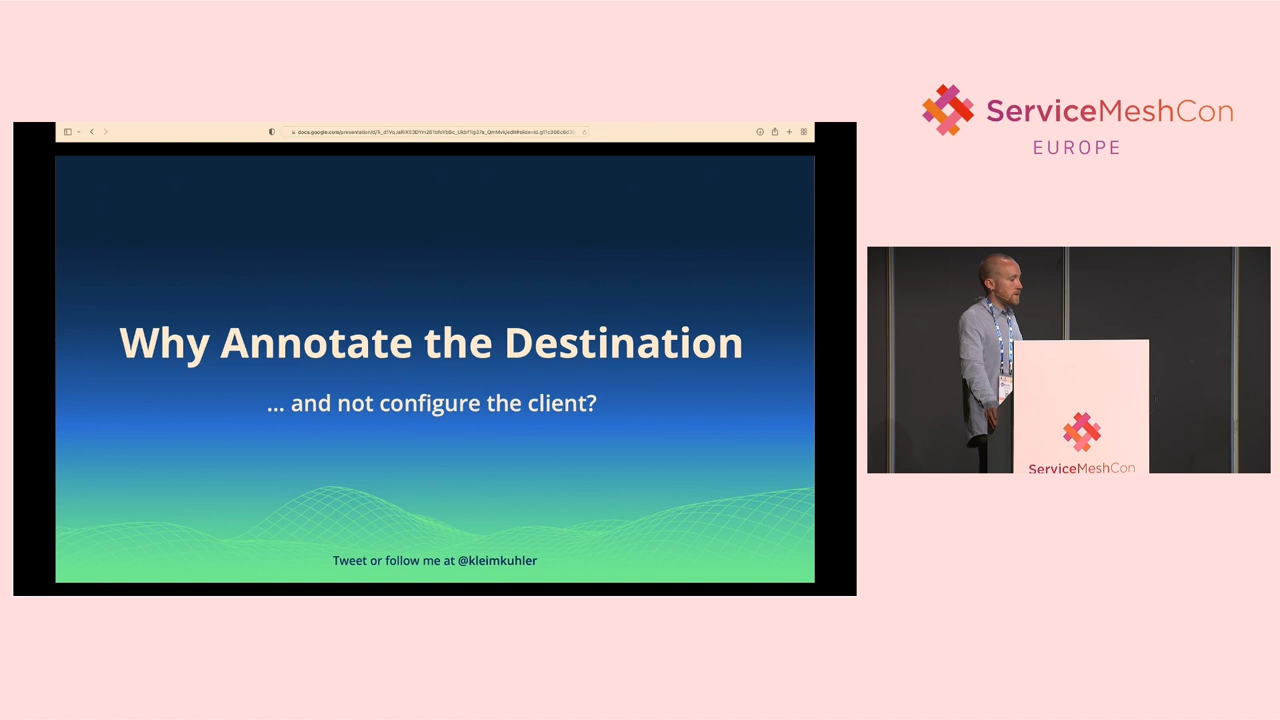 Why Annotate the Destination
... and not configure the client?
Tweet or follow me at @kleimkuhler
ServiceMeshCon
EUROPE
ServiceMeshCon